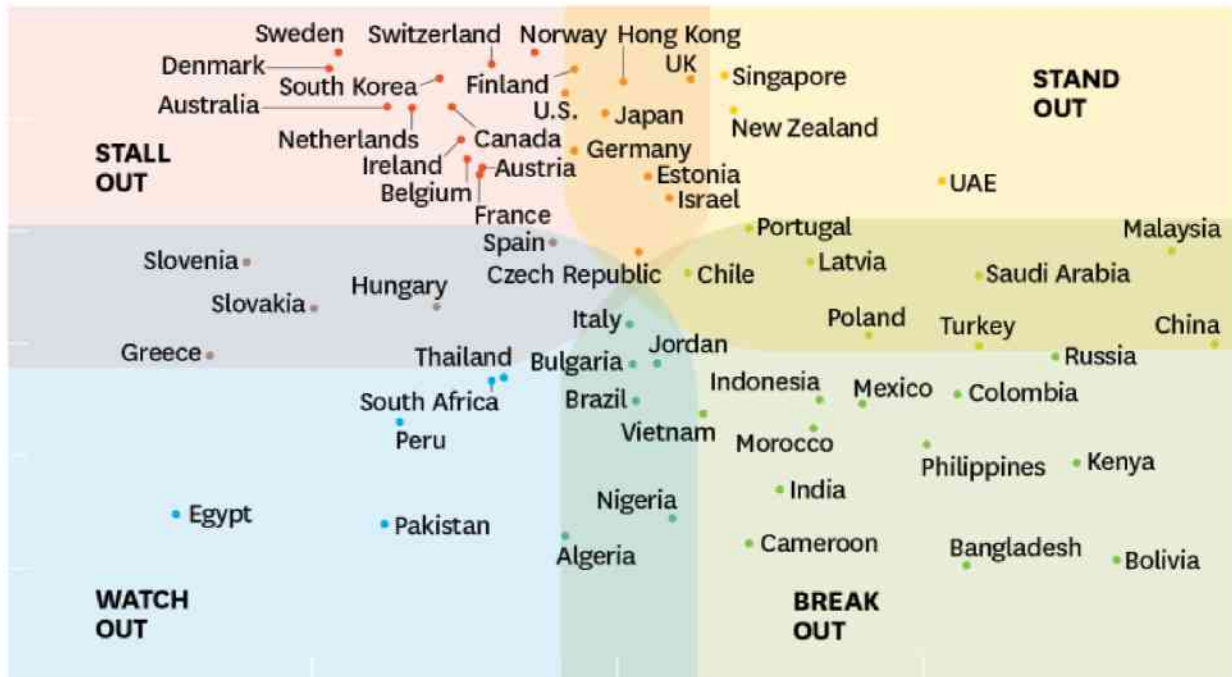 Sweden
Switzerland
Norway
Hong Kong
Denmark
South Korea
Finland
UK
Singapore
STAND
OUT
Australia
U.S.
Japan
New Zealand
Netherlands
Canada
STALL
OUT
Ireland
Germany
Belgium
Austria
Estonia
UAE
Israel
France
Spain
Portugal
Malaysia
Slovenia
Czech Republic
Chile
Latvia
Saudi Arabia
Hungary
Slovakia
Italy
Poland
Turkey
China
Greece
Thailand
Bulgaria
Jordan
Russia
South Africa
Brazil
Indonesia
Mexico
Colombia
Peru
Vietnam
Morocco
Philippines
Kenya
Egypt
Pakistan
Nigeria
India
Algeria
Cameroon
Bangladesh
Bolivia
WATCH
OUT
BREAK
OUT